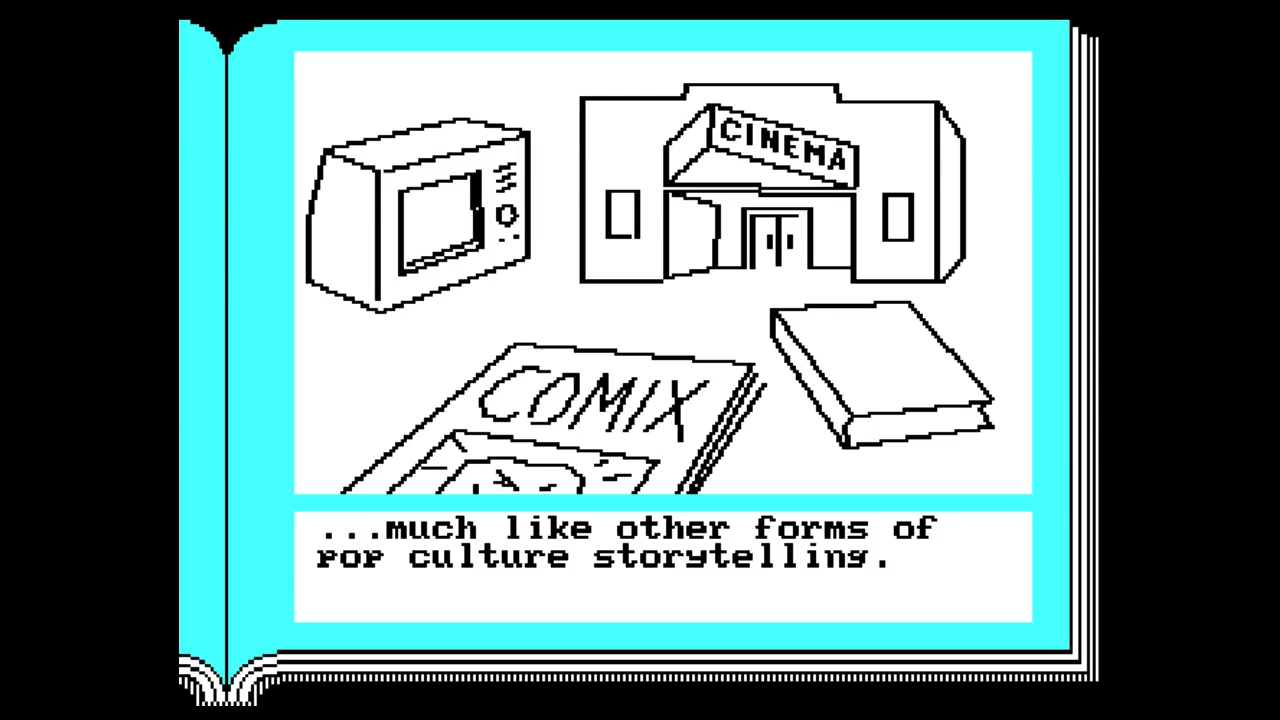 CINEMA
COMIX
...much like other forms of
pop culture storytelling.